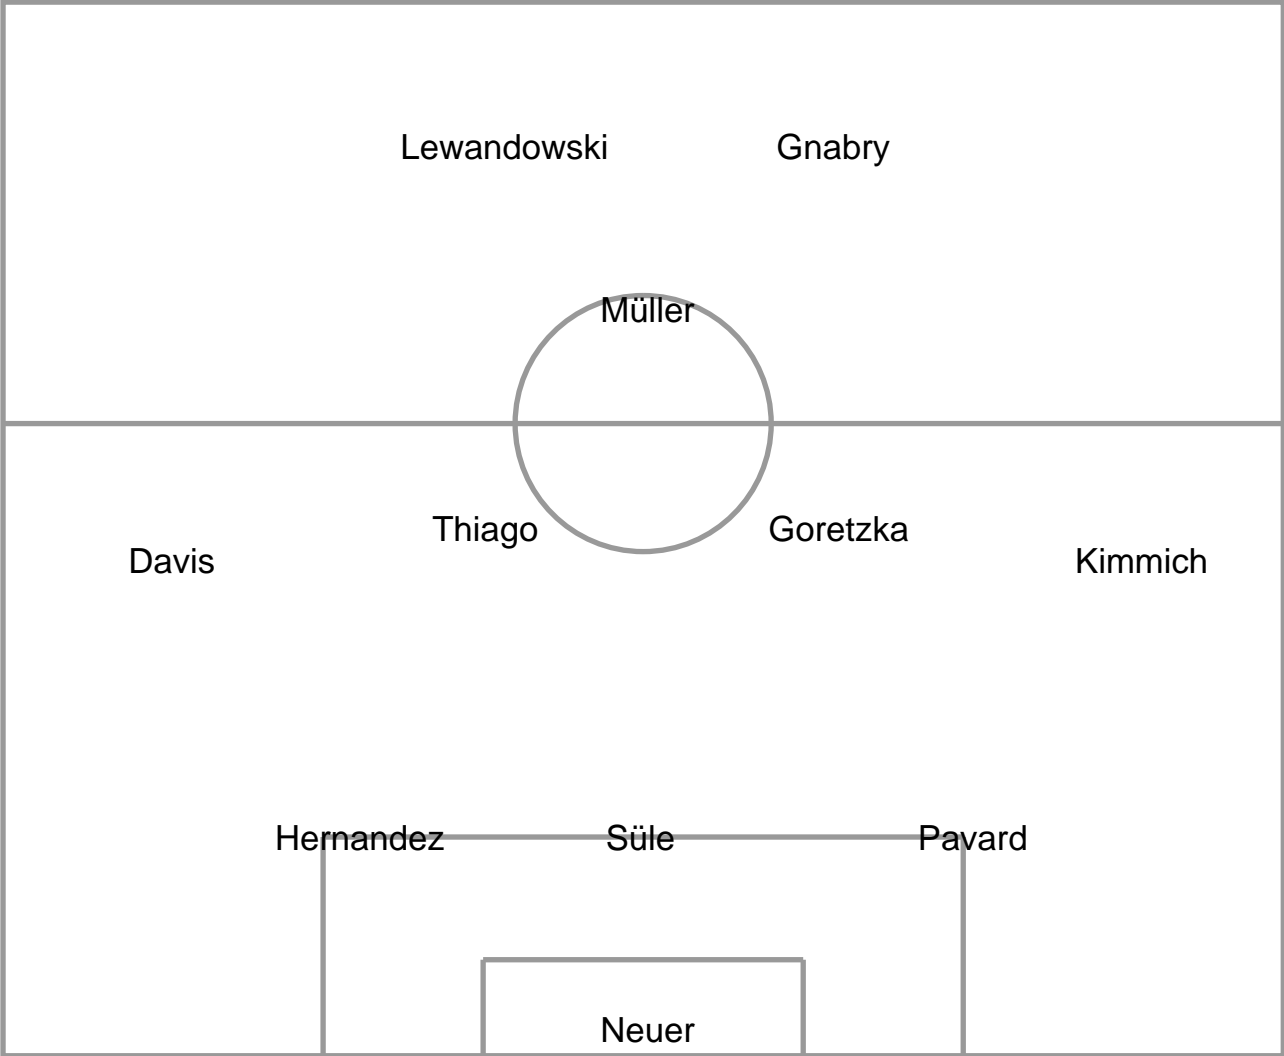 Lewandowski Gnabry
Müller
Thiago Goretzka
Davis Kimmich
Hernandez Süle Pavard
Neuer